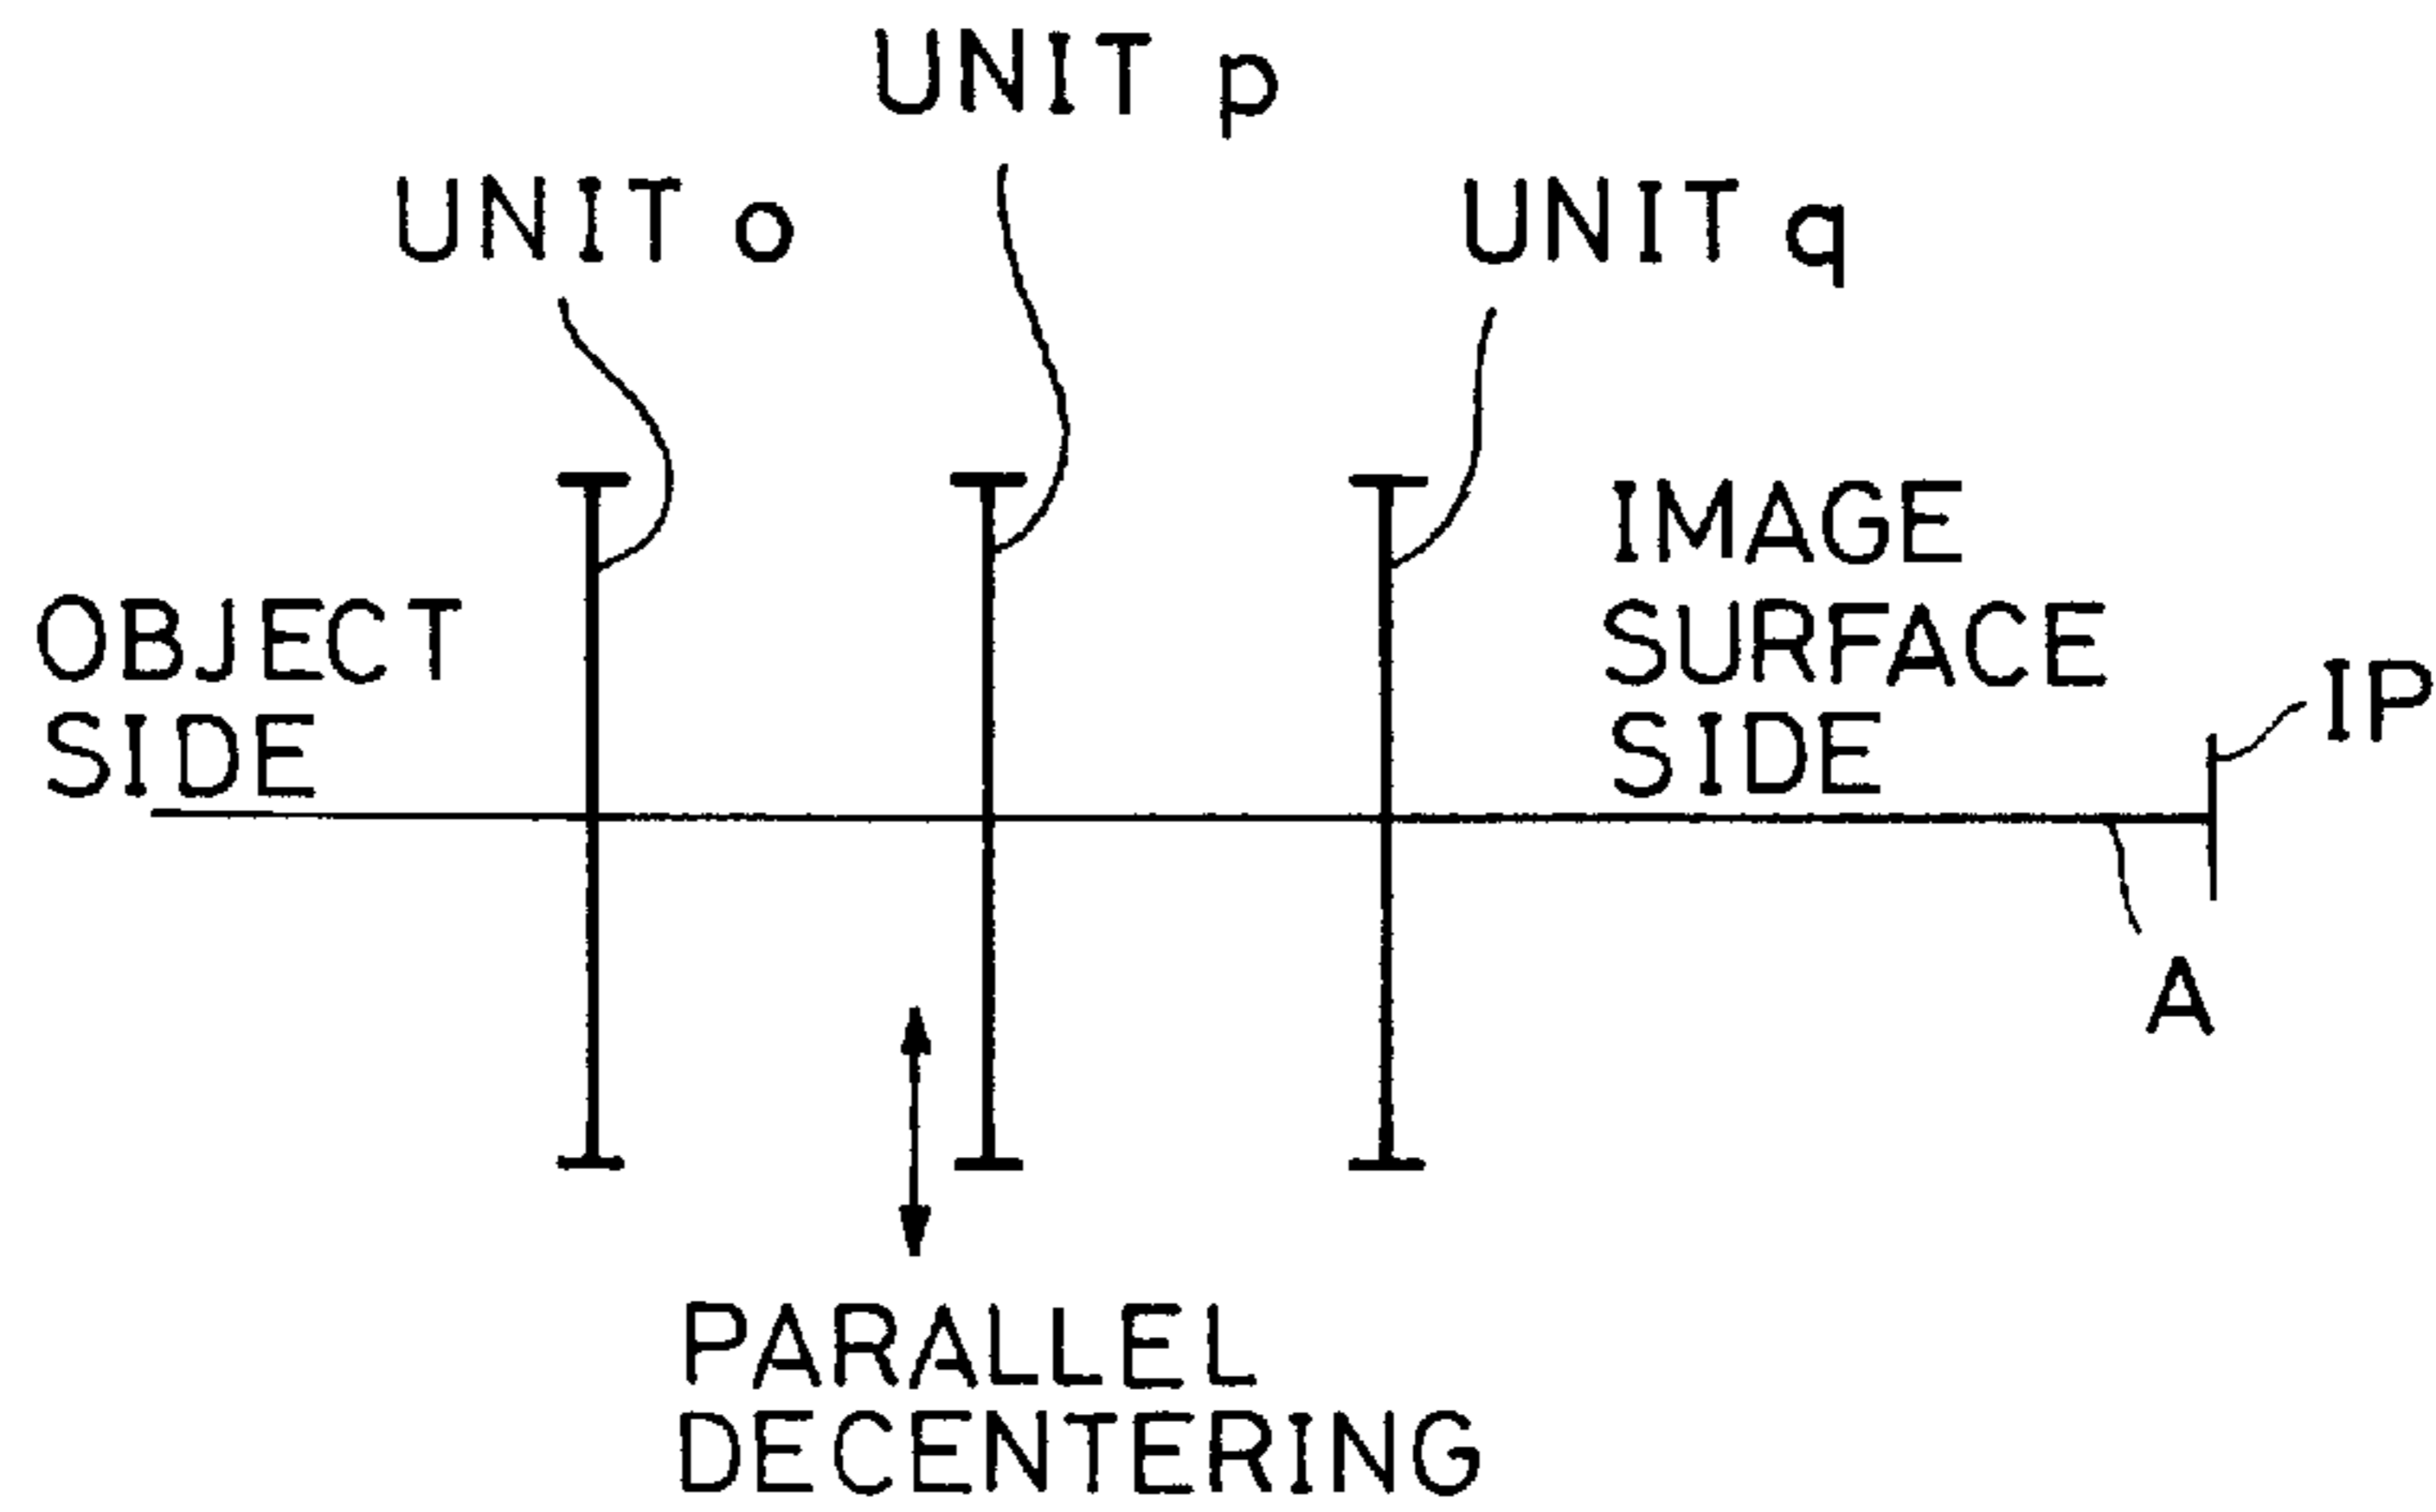 UNIT p
UNIT o
UNIT q
IMAGE
SURFACE
SIDE
OBJECT
SIDE
IP
A
PARALLEL
DECENTERING